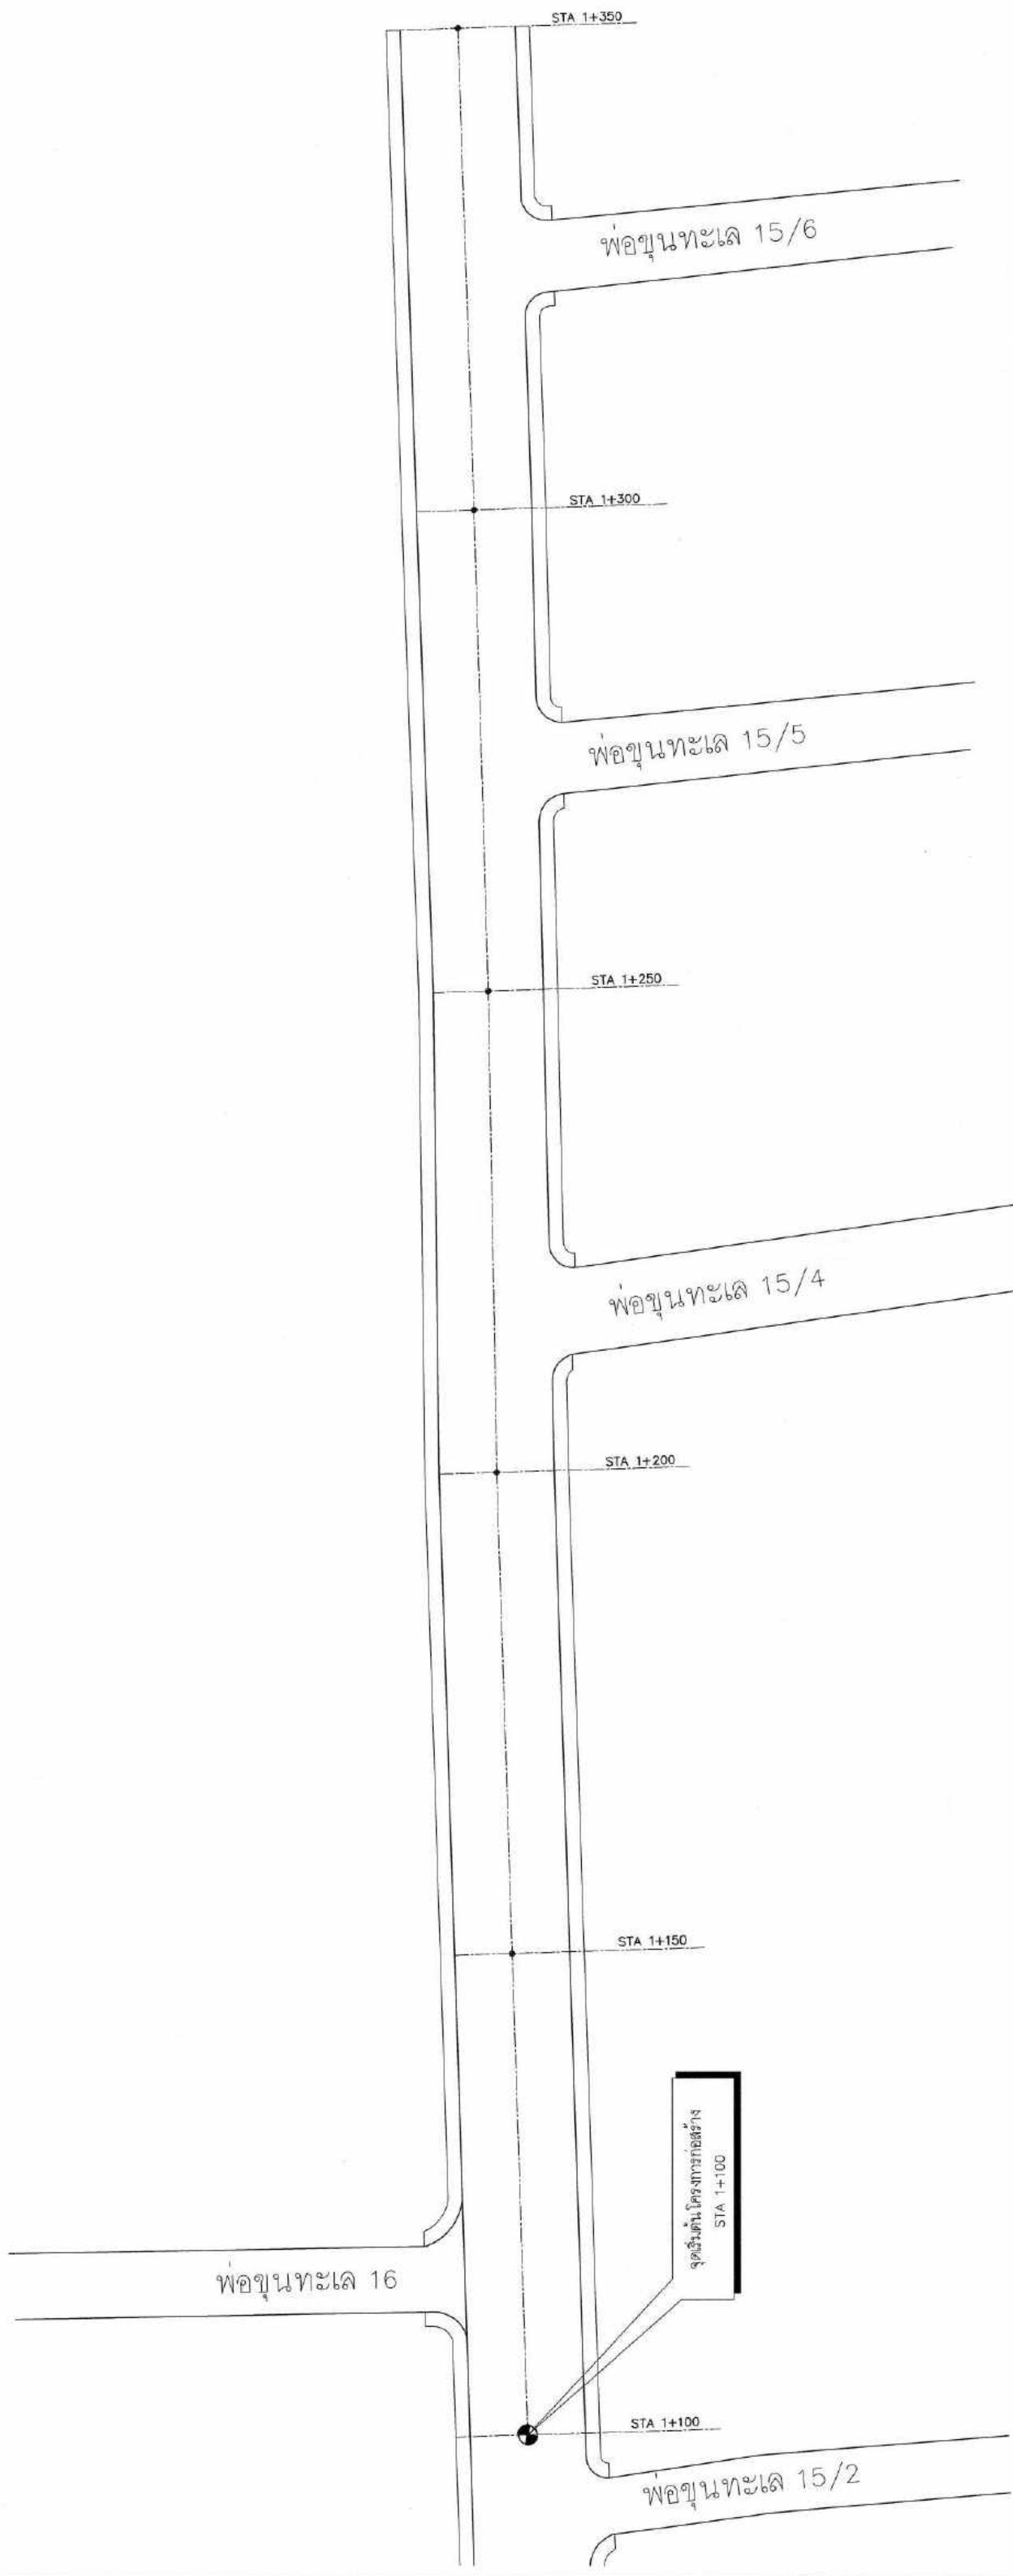 STA 1+350
พ่อขุนทะเล 15/6
STA 1+300
พ่อขุนทะเล 15/5
STA 1+250
พ่อขุนทะเล 15/4
STA 1+200
STA 1+150
จุดเริ่มต้นโครงการก่อสร้าง
STA 1+100
พ่อขุนทะเล 16
STA 1+100
พ่อขุนทะเล 15/2